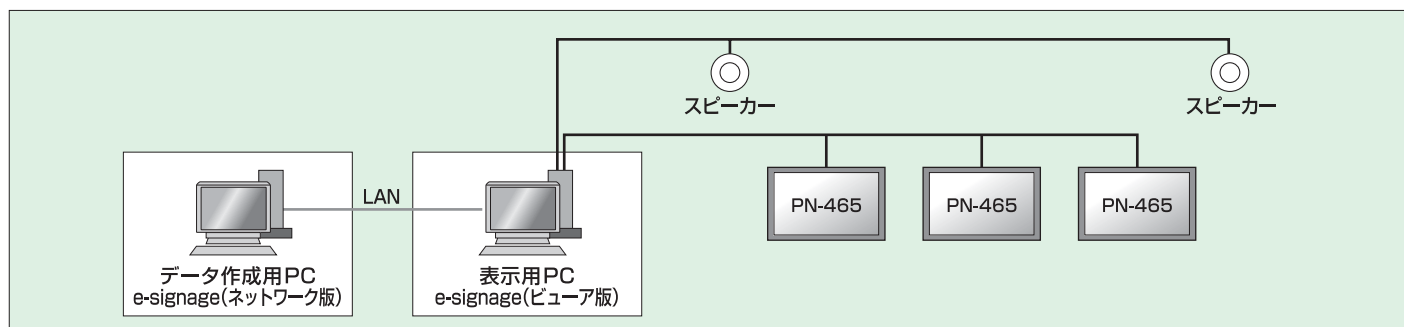 スピーカー
スピーカー
LAN
PN-465
PN-465
PN-465
データ作成用PC
e-signage(ネットワーク版)
表示用PC
e-signage(ビューア版)